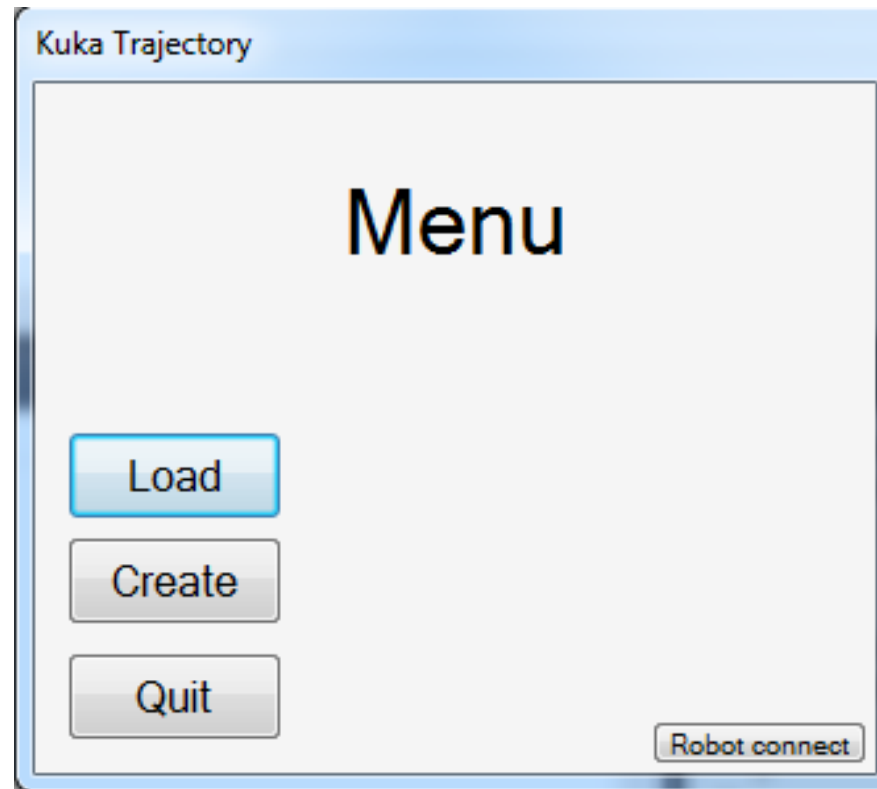 Kuka Trajectory
Menu
Load
Create
Quit
Robot connect